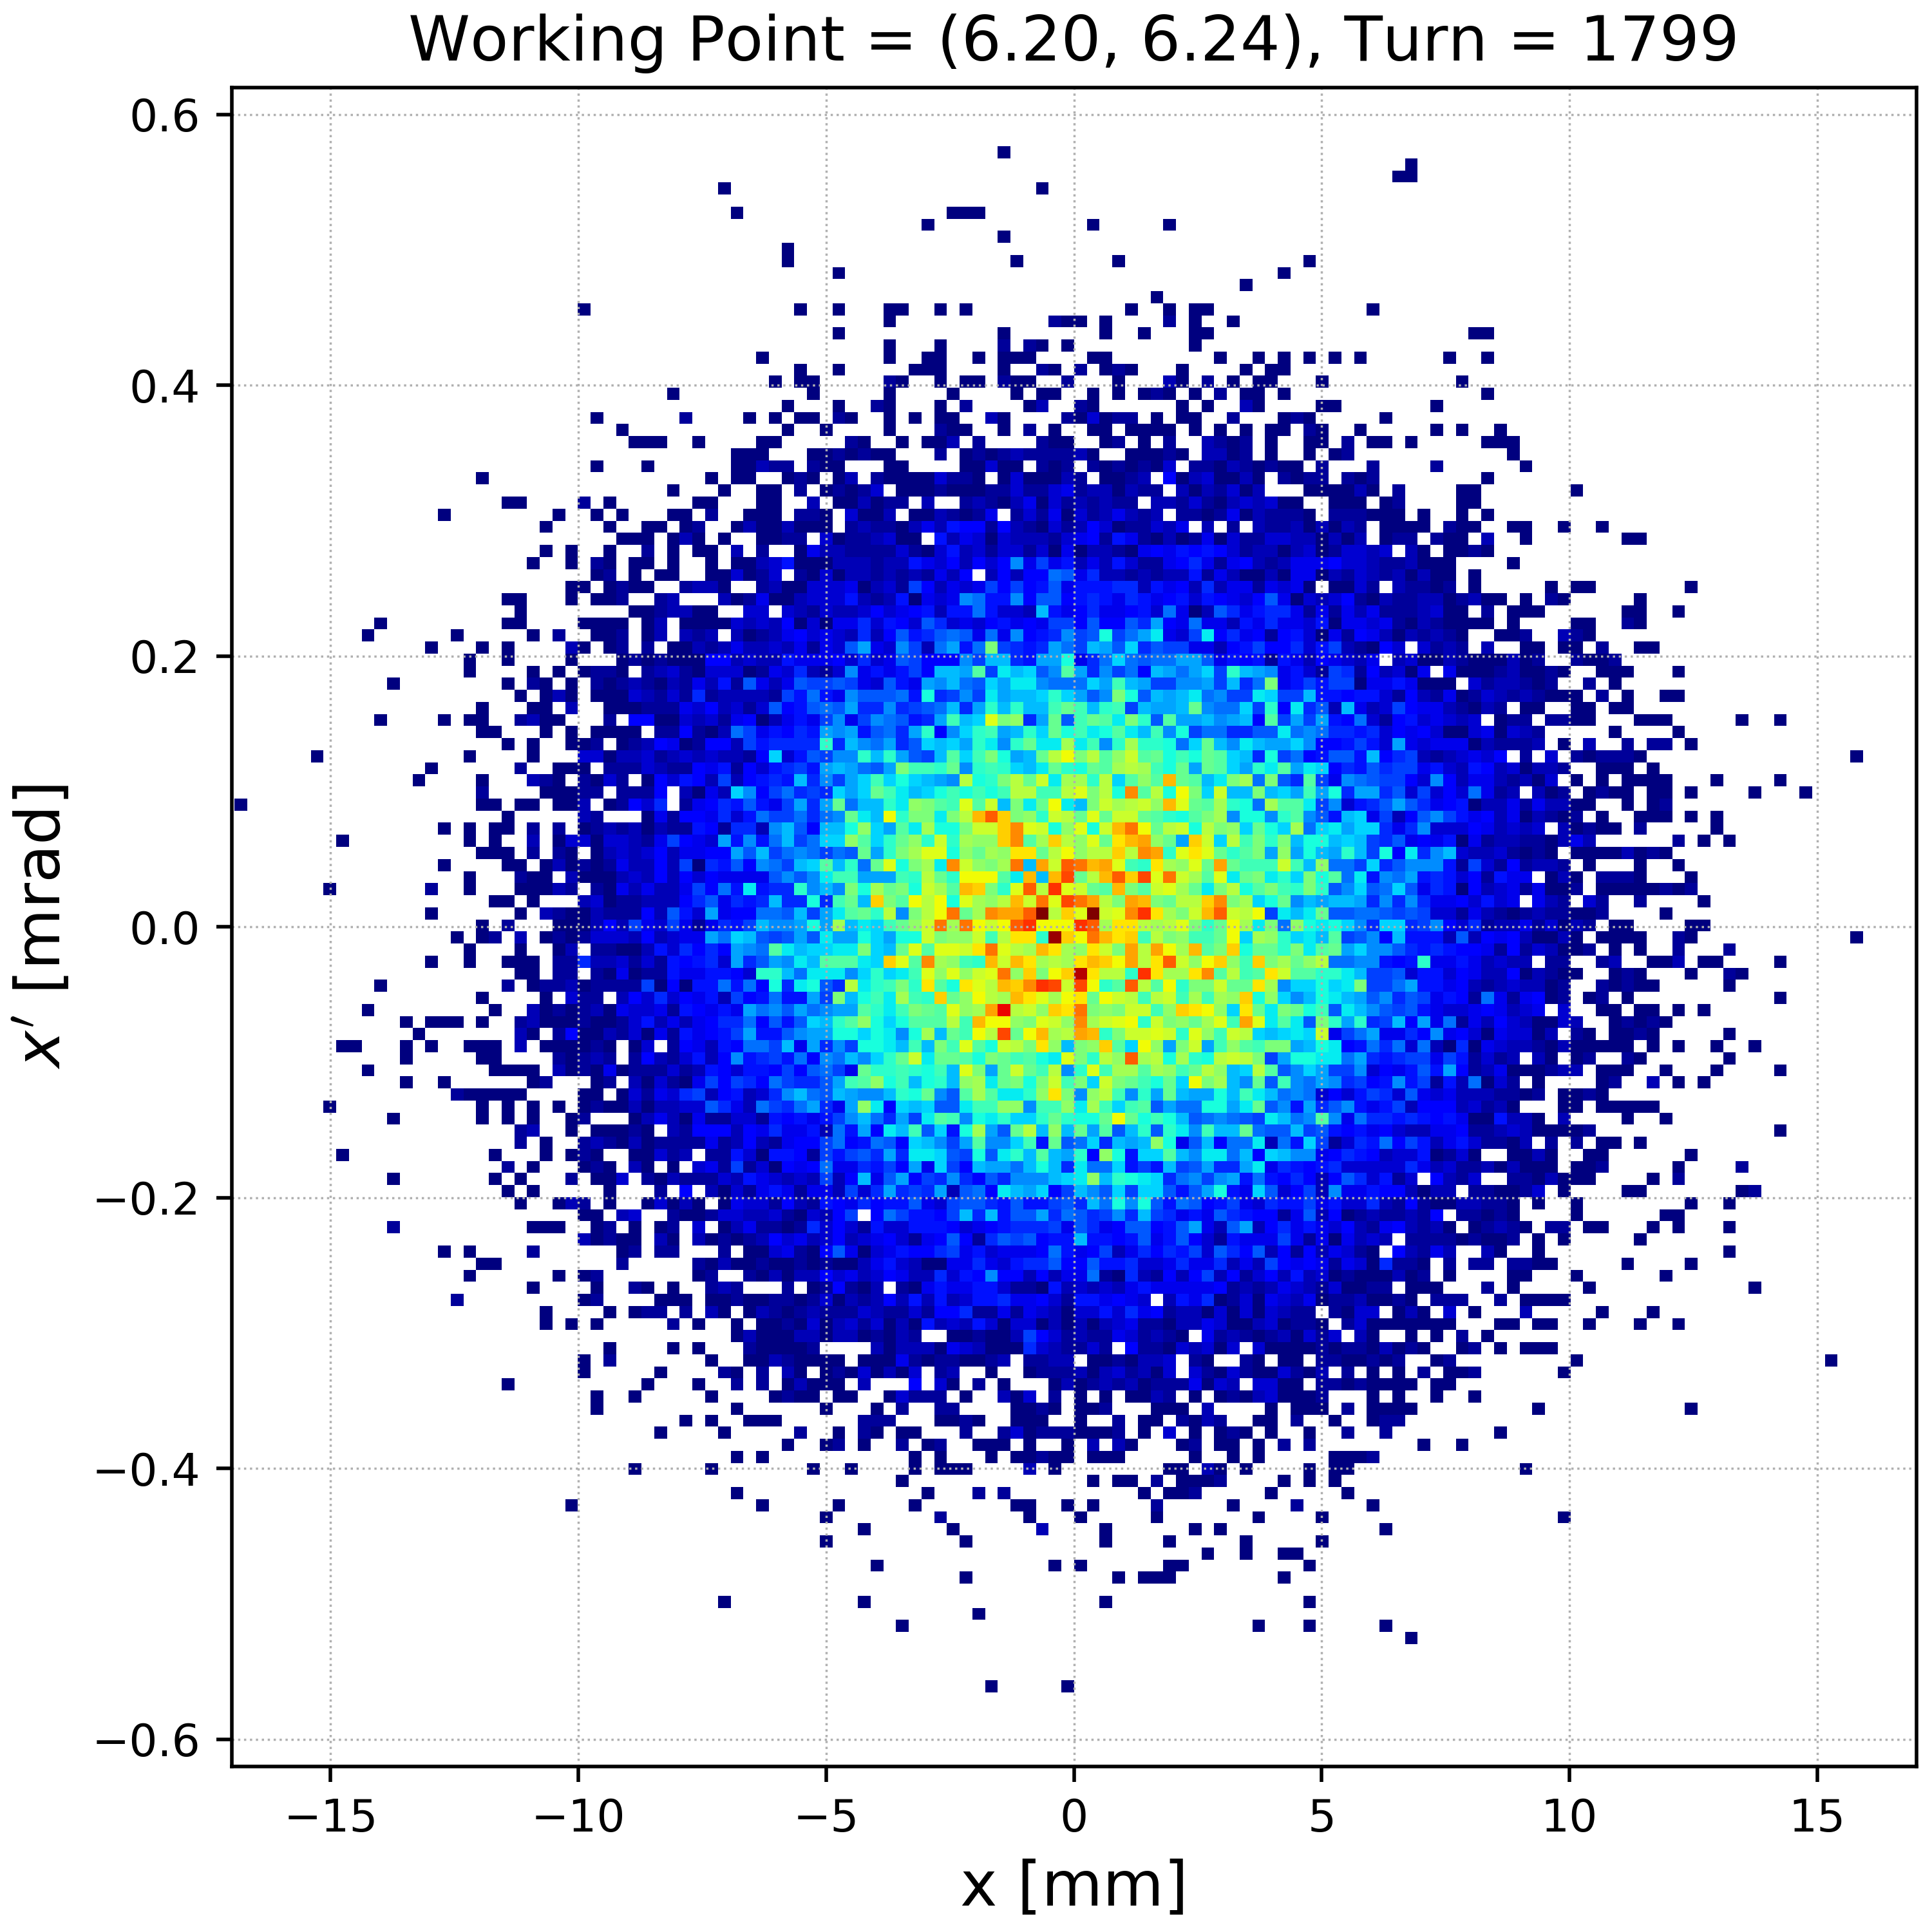 Working Point = (6.20, 6.24), Turn = 1799
0.6
0.4
0.2
0.0
−0.2
−0.4
−0.6
x′ [mrad]
−15 −10 −5 0 5 10 15
x [mm]